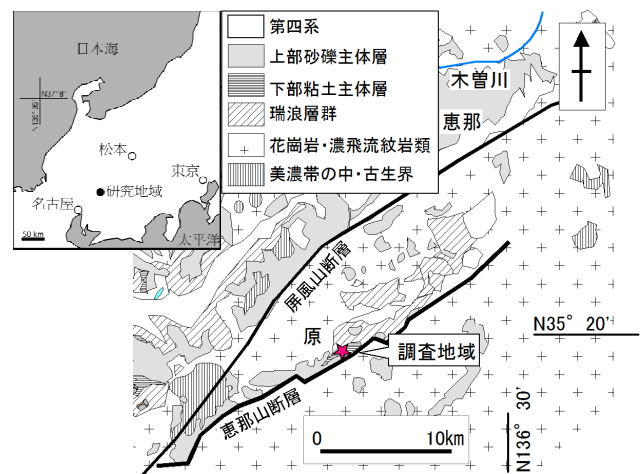 日本海
N37°8'
136°36'
松本
東京
研究地域
名古屋
太平洋
50 km
第四系
上部砂礫主体層
下部粘土主体層
瑞浪層群
花崗岩・濃飛流紋岩類
美濃帯の中・古生界
木曽川
恵那
屏風山断層
原
調査地域
恵那山断層
N35° 20'
N136° 30'
0 10km